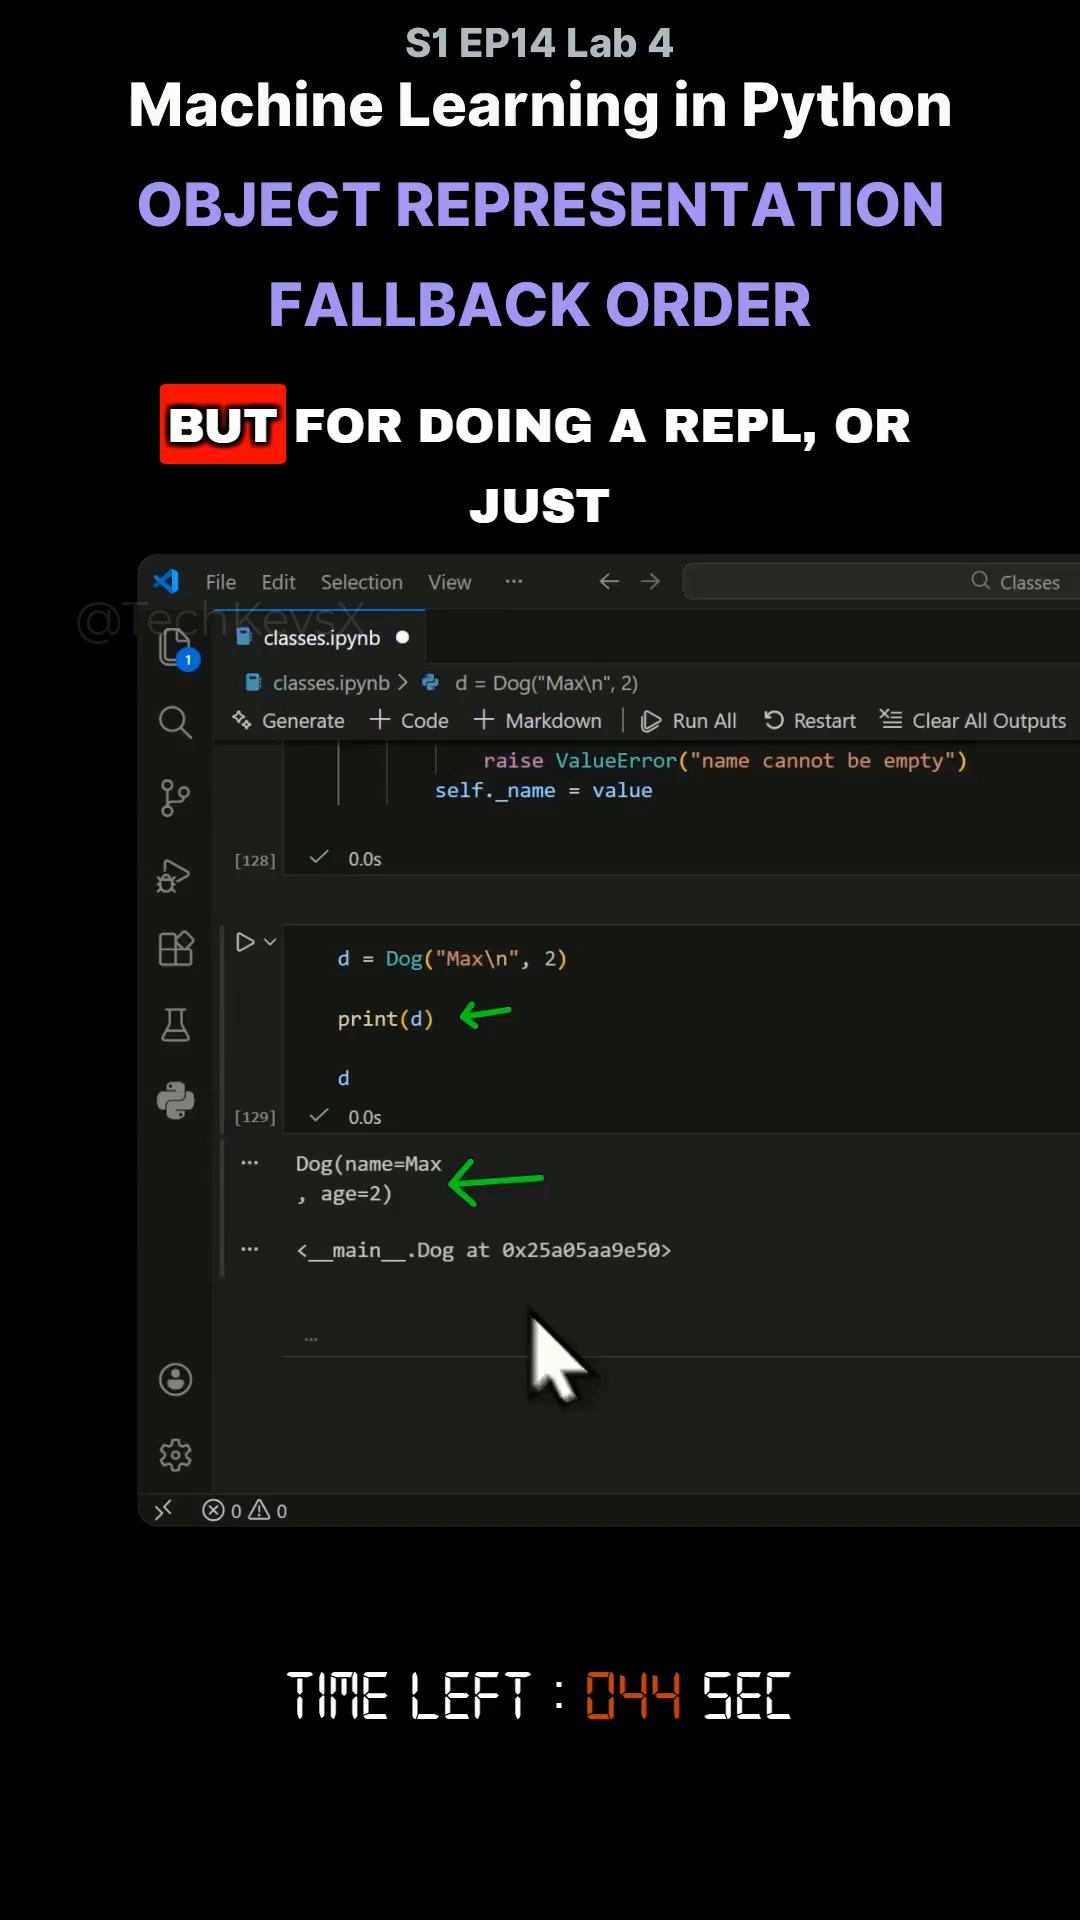 S1 EP14 Lab 4
Machine Learning in Python
OBJECT REPRESENTATION
FALLBACK ORDER
BUT FOR DOING A REPL, OR
JUST
File Edit Selection View ... Classes
@TechKevsX
classes.ipynb
1
classes.ipynb > d = Dog("Max\n", 2)
Generate + Code + Markdown | Run All Restart Clear All Outputs
raise ValueError("name cannot be empty")
self._name = value
[128] 0.0s
d = Dog("Max\n", 2)
print(d)
d
[129] 0.0s
... Dog(name=Max
, age=2)
... <__main__.Dog at 0x25a05aa9e50>
...
0 0
TIME LEFT : 044 SEC